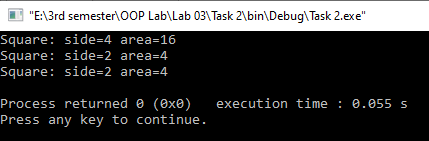 "E:\3rd semester\OOP Lab\Lab 03\Task 2\bin\Debug\Task 2.exe"
Square: side=4 area=16
Square: side=2 area=4
Square: side=2 area=4
Process returned 0 (0x0)   execution time : 0.055 s
Press any key to continue.